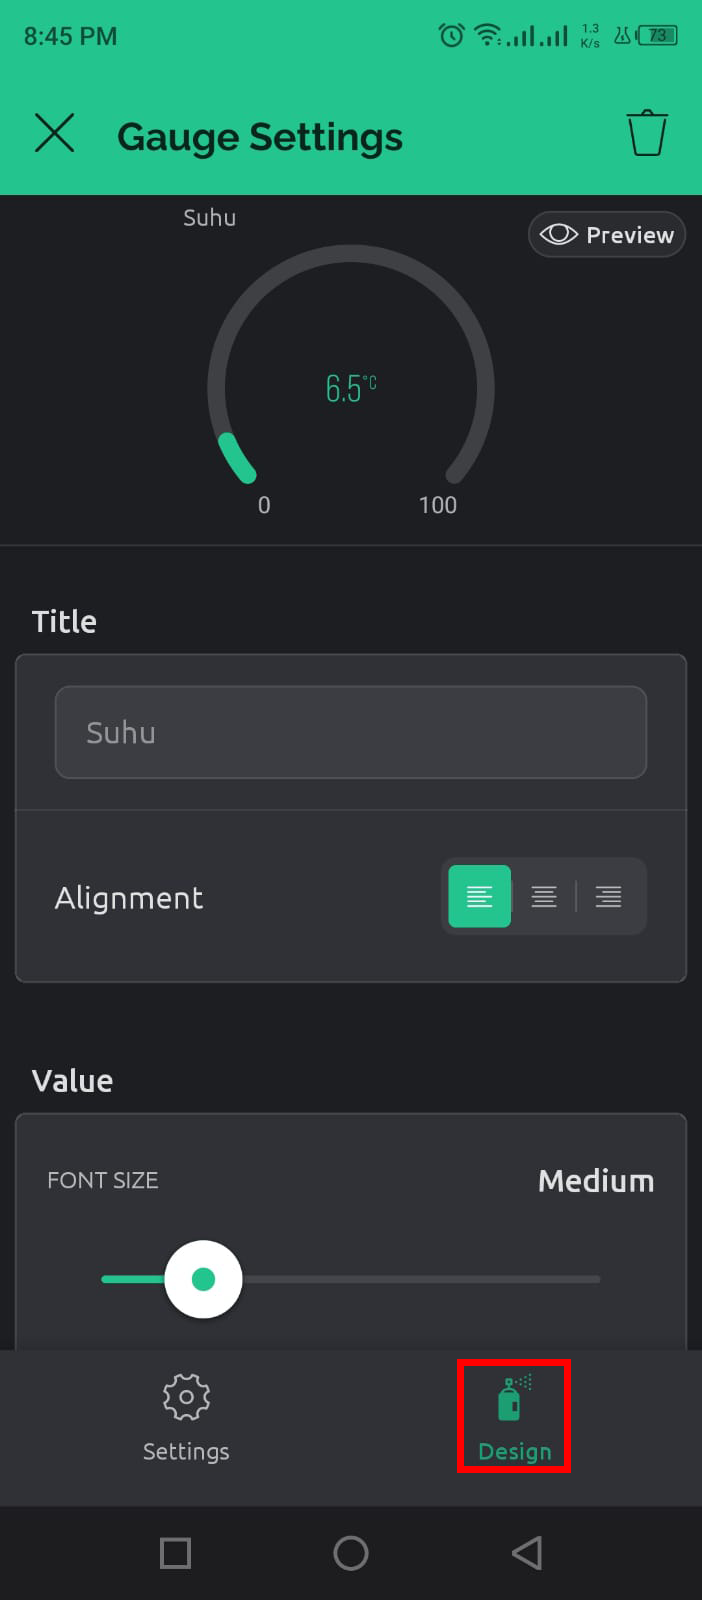 8:45 PM 1.3 K/s 73
Gauge Settings
Suhu
Preview
6.5°C
0 100
Title
Suhu
Alignment
Value
FONT SIZE Medium
Settings Design